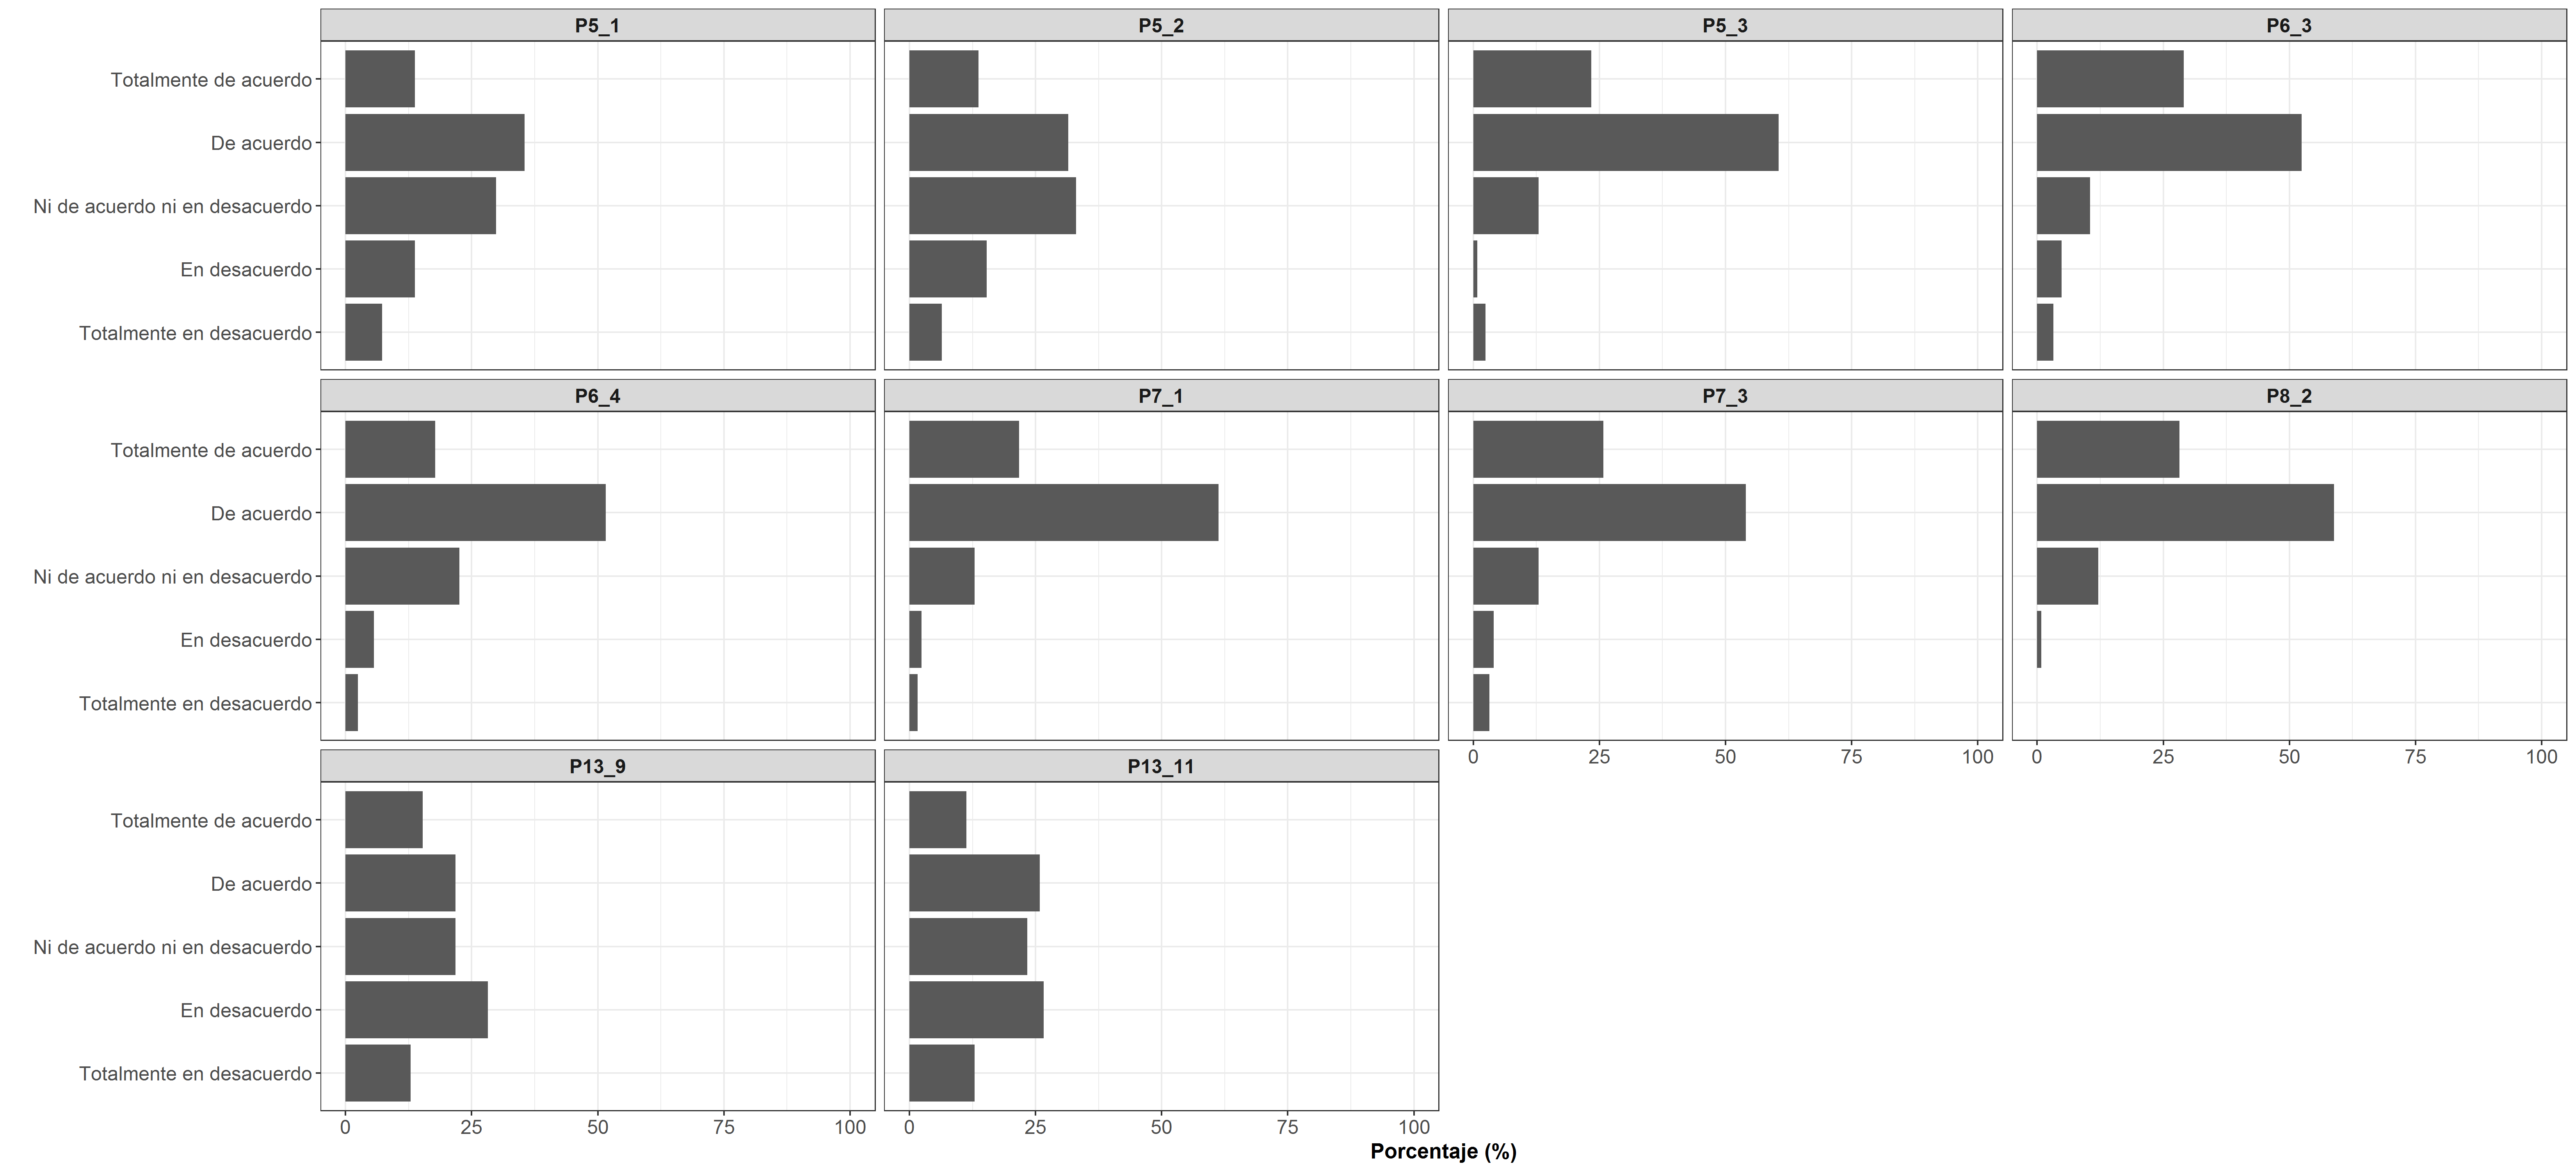 P5_1
P5_2
P5_3
P6_3
Totalmente de acuerdo
De acuerdo
Ni de acuerdo ni en desacuerdo
En desacuerdo
Totalmente en desacuerdo
P6_4
P7_1
P7_3
P8_2
Totalmente de acuerdo
De acuerdo
Ni de acuerdo ni en desacuerdo
En desacuerdo
Totalmente en desacuerdo
0 25 50 75 100
0 25 50 75 100
P13_9
P13_11
Totalmente de acuerdo
De acuerdo
Ni de acuerdo ni en desacuerdo
En desacuerdo
Totalmente en desacuerdo
0 25 50 75 100
0 25 50 75 100
Porcentaje (%)